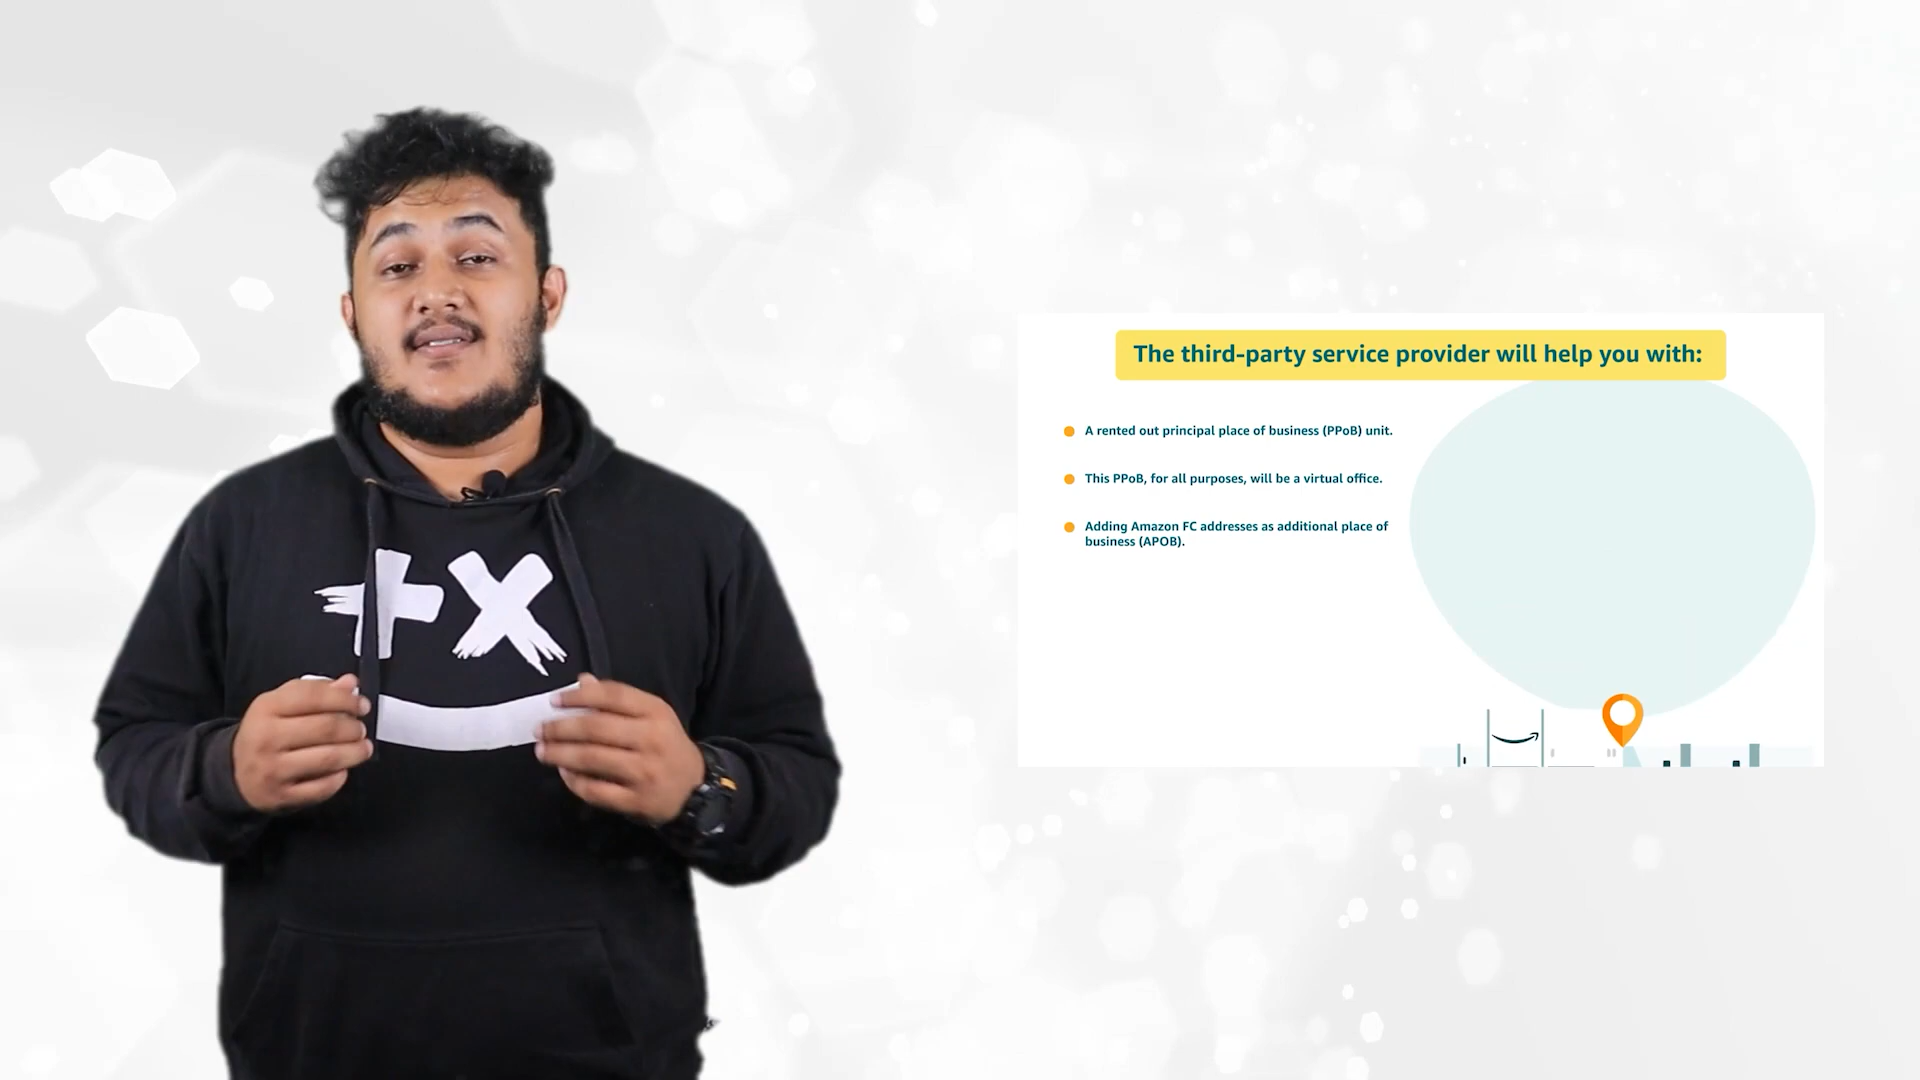 The third-party service provider will help you with:
A rented out principal place of business (PPoB) unit.
This PPoB, for all purposes, will be a virtual office.
Adding Amazon FC addresses as additional place of
business (APOB).